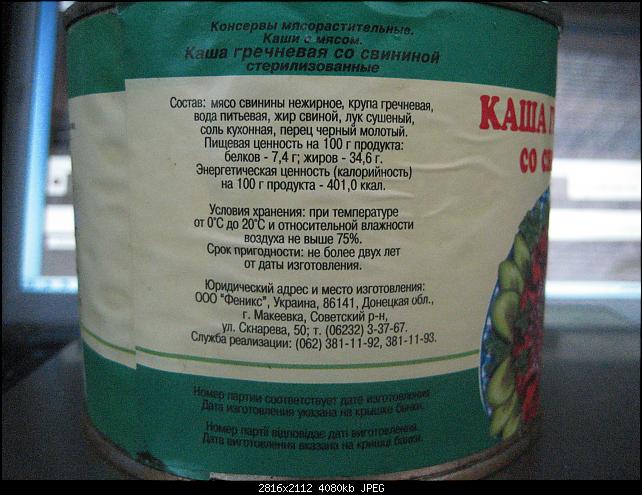 Консервы мясорастительные.
Каши с мясом.
Каша гречневая со свининой
стерилизованные
Состав: мясо свинины нежирное, крупа гречневая,
вода питьевая, жир свиной, лук сушеный,
соль кухонная, перец черный молотый.
Пищевая ценность на 100 г продукта:
белков - 7,4 г; жиров - 34,6 г.
Энергетическая ценность (калорийность)
на 100 г продукта - 401,0 ккал.
Условия хранения: при температуре
от 0°С до 20°С и относительной влажности
воздуха не выше 75%.
Срок пригодности: не более двух лет
от даты изготовления.
Юридический адрес и место изготовления:
ООО "Феникс", Украина, 86141, Донецкая обл.,
г. Макеевка, Советский р-н,
ул. Скнарева, 50; т. (06232) 3-37-67.
Служба реализации: (062) 381-11-92, 381-11-93.
Номер партии соответствует дате изготовления
Дата изготовления указана на крышке банки.
Номер партії відповідає даті виготовлення.
Дата виготовлення вказана на кришці банки.
КАША
со
2816x2112 4080kb JPEG